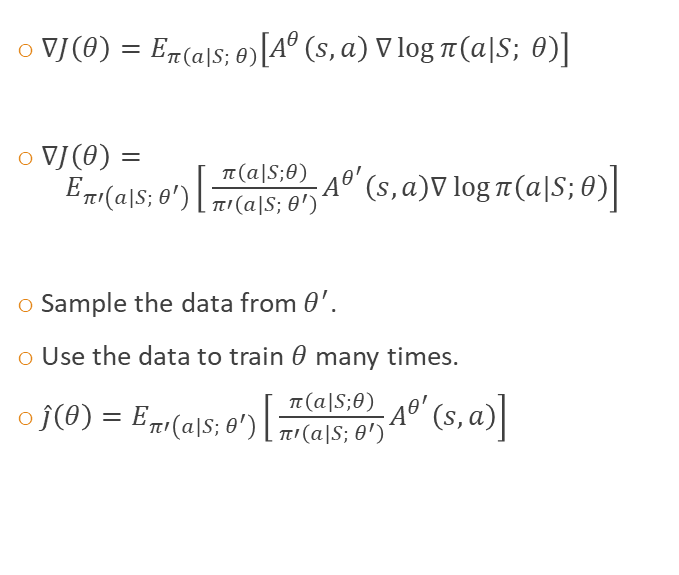 ○ ∇J(θ) = E_{π(a|S; θ)}[A^θ (s, a) ∇ log π(a|S; θ)]
○ ∇J(θ) =
E_{π′(a|S; θ′)} [ π(a|S;θ) / π′(a|S; θ′) A^{θ′} (s, a)∇ log π(a|S; θ)]
○ Sample the data from θ′.
○ Use the data to train θ many times.
○ ĵ(θ) = E_{π′(a|S; θ′)} [ π(a|S;θ) / π′(a|S; θ′) A^{θ′} (s, a)]